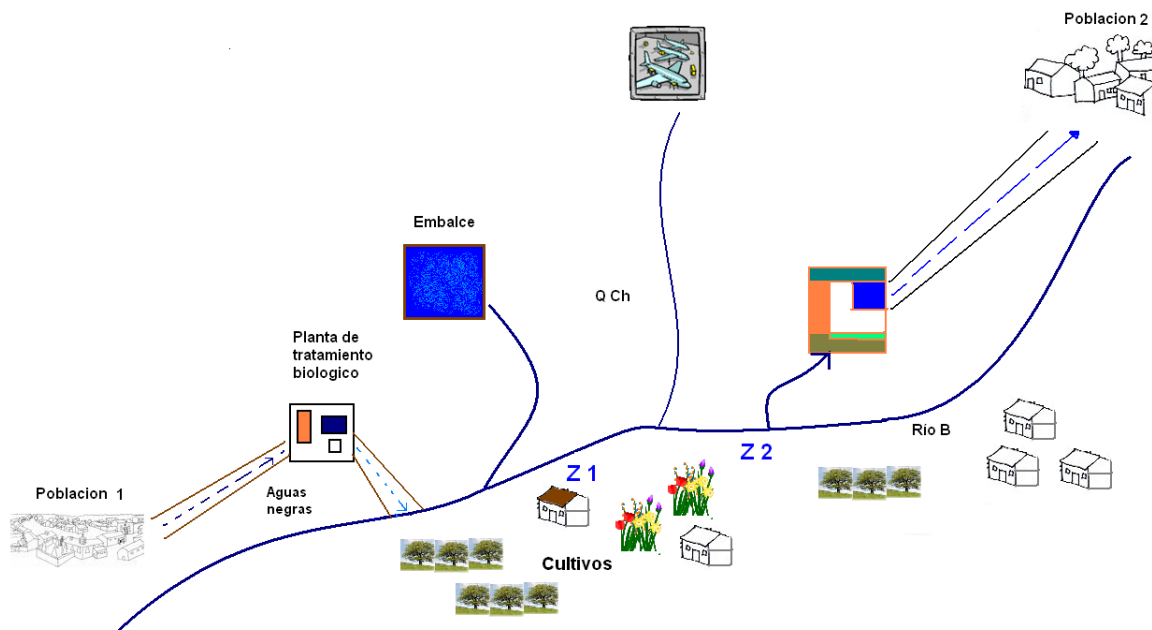 Poblacion 2
Embalce
Q Ch
Planta de
tratamiento
biologico
Rio B
Z 2
Z 1
Poblacion 1
Aguas
negras
Cultivos